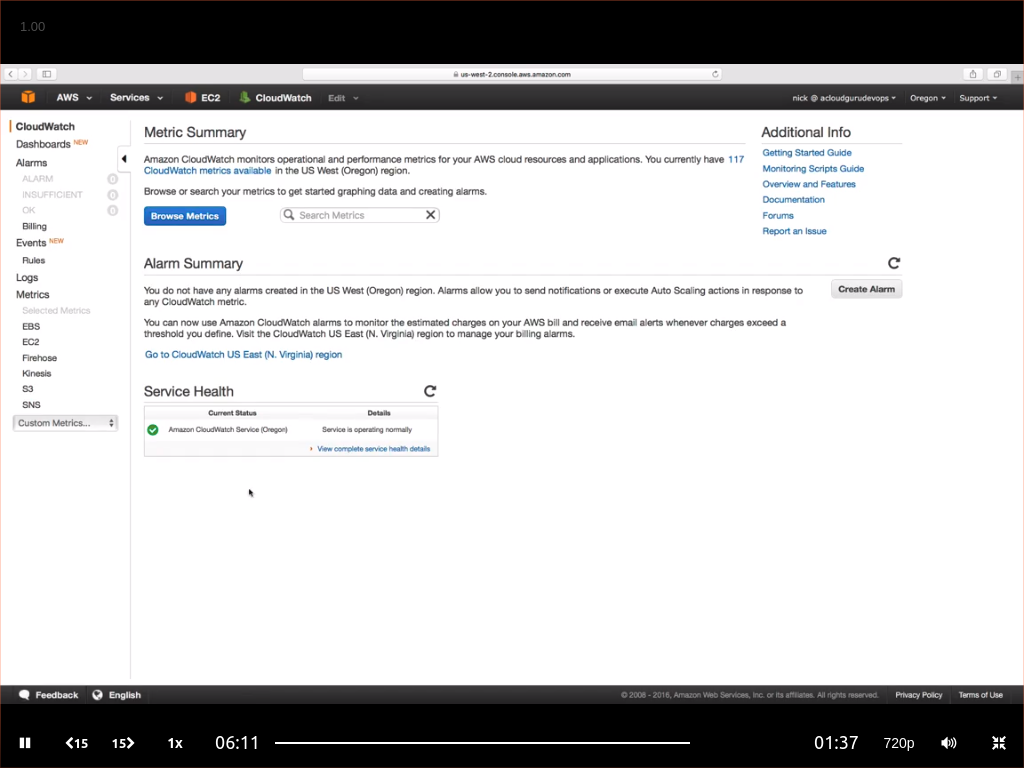 1.00
us-west-2.console.aws.amazon.com
AWS Services EC2 CloudWatch Edit nick @ acloudgurudevops Oregon Support
CloudWatch
Dashboards NEW
Alarms
ALARM 0
INSUFFICIENT 0
OK 0
Billing
Events NEW
Rules
Logs
Metrics
Selected Metrics
EBS
EC2
Firehose
Kinesis
S3
SNS
Custom Metrics...
Metric Summary
Amazon CloudWatch monitors operational and performance metrics for your AWS cloud resources and applications. You currently have 117
CloudWatch metrics available in the US West (Oregon) region.
Browse or search your metrics to get started graphing data and creating alarms.
Browse Metrics Search Metrics
Alarm Summary
You do not have any alarms created in the US West (Oregon) region. Alarms allow you to send notifications or execute Auto Scaling actions in response to
any CloudWatch metric.
Create Alarm
You can now use Amazon CloudWatch alarms to monitor the estimated charges on your AWS bill and receive email alerts whenever charges exceed a
threshold you define. Visit the CloudWatch US East (N. Virginia) region to manage your billing alarms.
Go to CloudWatch US East (N. Virginia) region
Service Health
Current Status Details
Amazon CloudWatch Service (Oregon) Service is operating normally
View complete service health details
Additional Info
Getting Started Guide
Monitoring Scripts Guide
Overview and Features
Documentation
Forums
Report an Issue
Feedback English © 2008 - 2016, Amazon Web Services, Inc. or its affiliates. All rights reserved. Privacy Policy Terms of Use
15 15 1x 06:11 01:37 720p